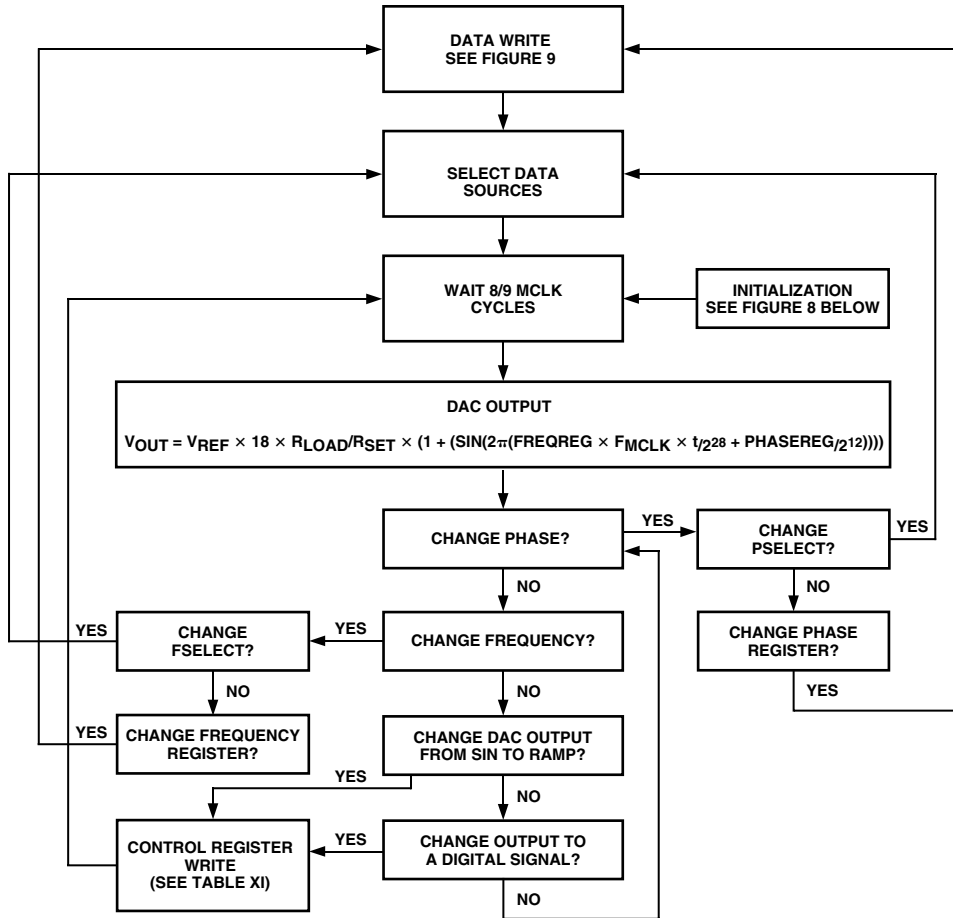 DATA WRITE
SEE FIGURE 9
SELECT DATA
SOURCES
WAIT 8/9 MCLK
CYCLES
INITIALIZATION
SEE FIGURE 8 BELOW
DAC OUTPUT
VOUT = VREF × 18 × RLOAD/RSET × (1 + (SIN(2π(FREQREG × FMCLK × t/2²⁸ + PHASEREG/2¹²))))
CHANGE PHASE?
YES
CHANGE
PSELECT?
YES
NO
NO
YES
CHANGE
FSELECT?
YES
CHANGE FREQUENCY?
CHANGE PHASE
REGISTER?
NO
NO
YES
YES
CHANGE FREQUENCY
REGISTER?
CHANGE DAC OUTPUT
FROM SIN TO RAMP?
YES
NO
CONTROL REGISTER
WRITE
(SEE TABLE XI)
YES
CHANGE OUTPUT TO
A DIGITAL SIGNAL?
NO